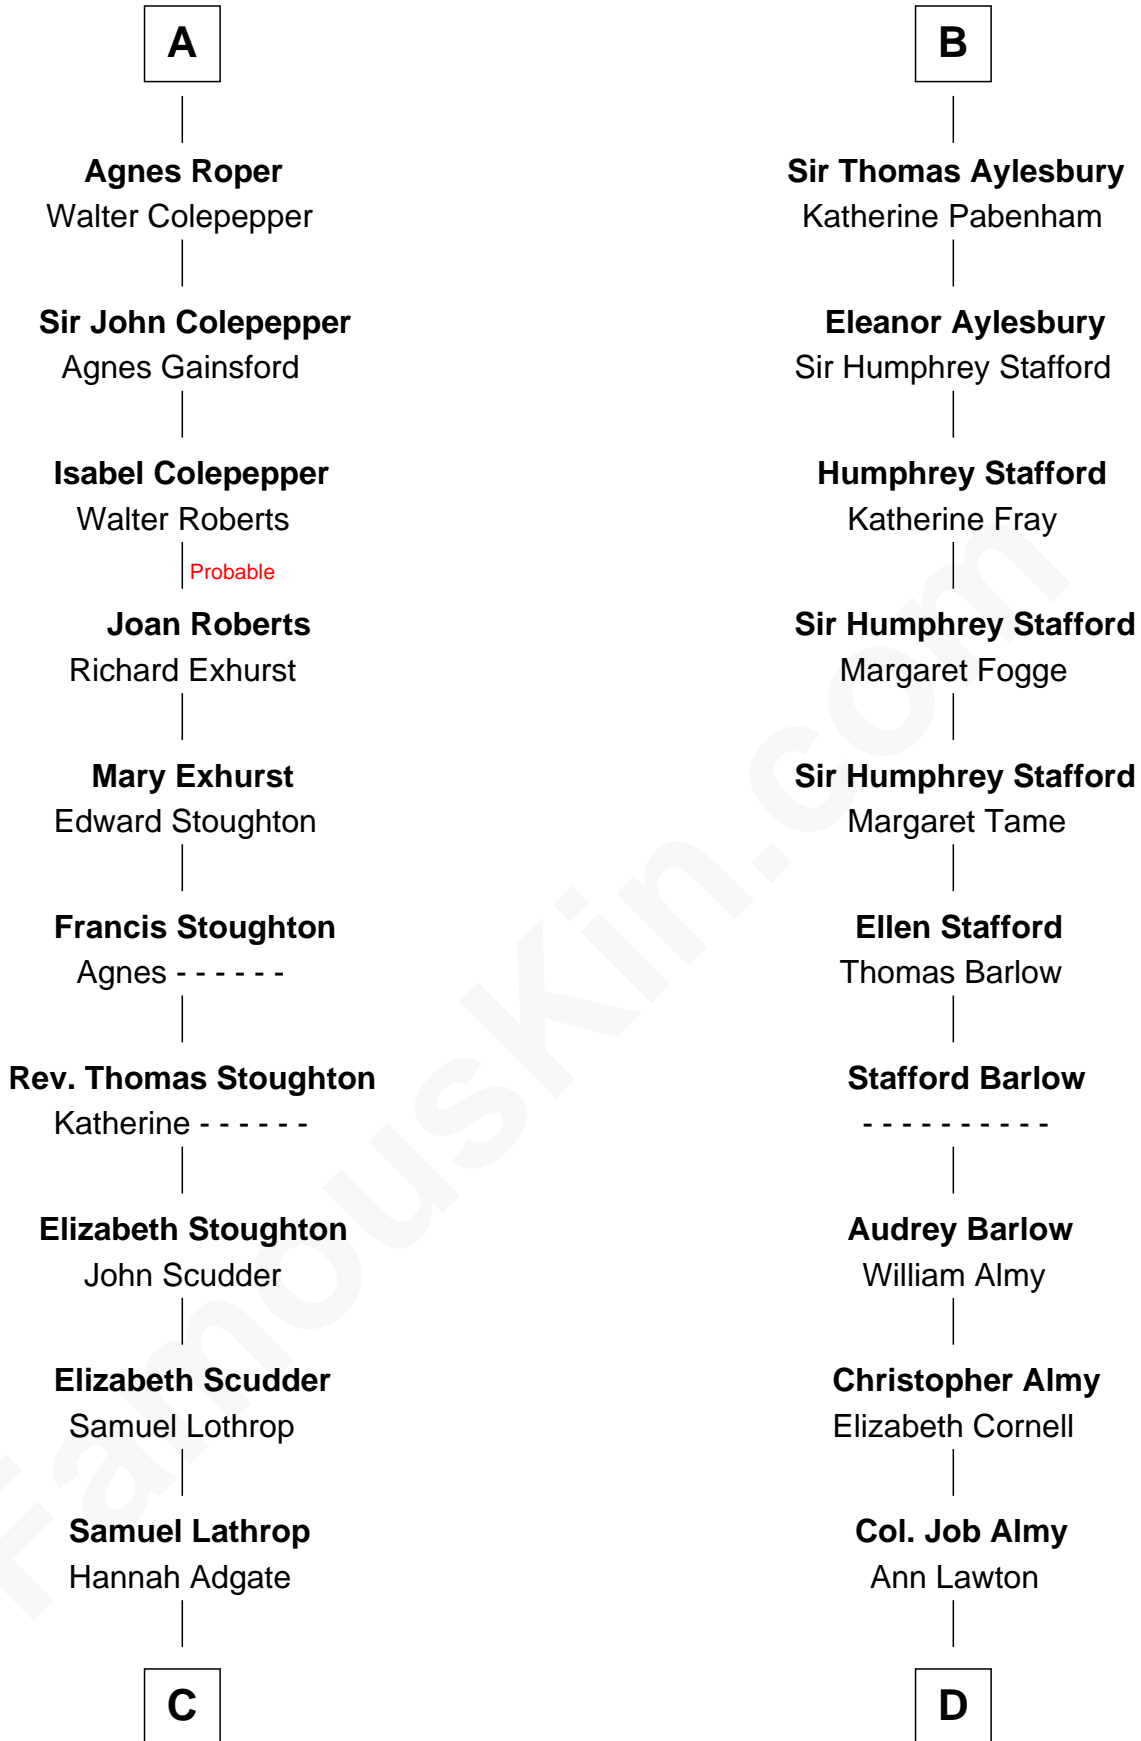 A
Agnes Roper
Walter Colepepper
Sir John Colepepper
Agnes Gainsford
Isabel Colepepper
Walter Roberts
Probable
Joan Roberts
Richard Exhurst
Mary Exhurst
Edward Stoughton
Francis Stoughton
Agnes - - - - - -
Rev. Thomas Stoughton
Katherine - - - - - -
Elizabeth Stoughton
John Scudder
Elizabeth Scudder
Samuel Lothrop
Samuel Lathrop
Hannah Adgate
C
B
Sir Thomas Aylesbury
Katherine Pabenham
Eleanor Aylesbury
Sir Humphrey Stafford
Humphrey Stafford
Katherine Fray
Sir Humphrey Stafford
Margaret Fogge
Sir Humphrey Stafford
Margaret Tame
Ellen Stafford
Thomas Barlow
Stafford Barlow
- - - - - - - - - -
Audrey Barlow
William Almy
Christopher Almy
Elizabeth Cornell
Col. Job Almy
Ann Lawton
D
FamousKin.com